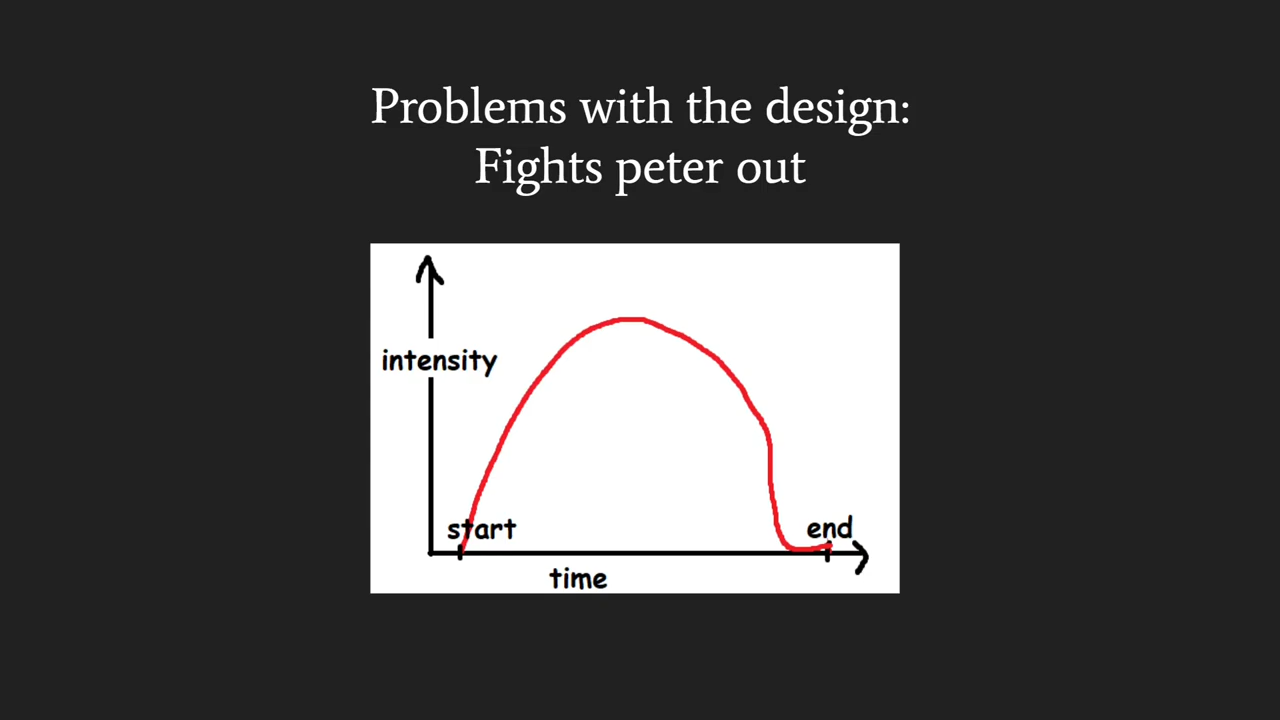 Problems with the design:
Fights peter out
intensity
start
end
time